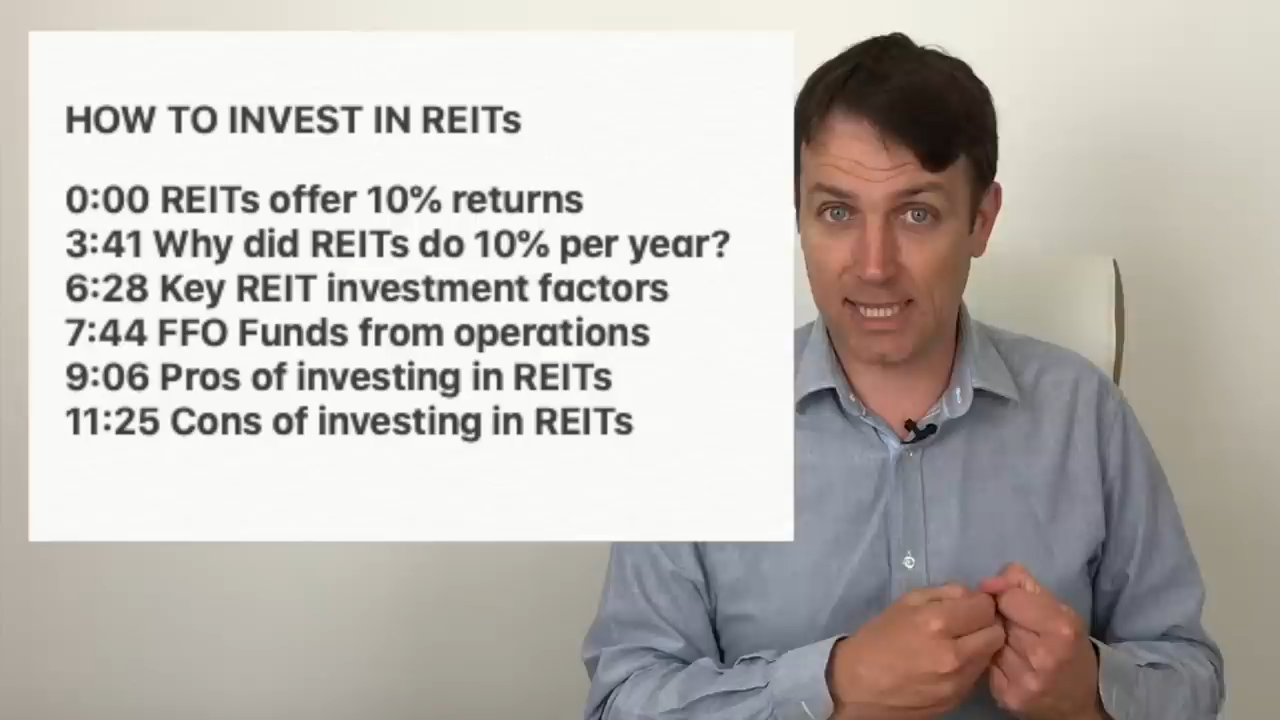 HOW TO INVEST IN REITs
0:00 REITs offer 10% returns
3:41 Why did REITs do 10% per year?
6:28 Key REIT investment factors
7:44 FFO Funds from operations
9:06 Pros of investing in REITs
11:25 Cons of investing in REITs